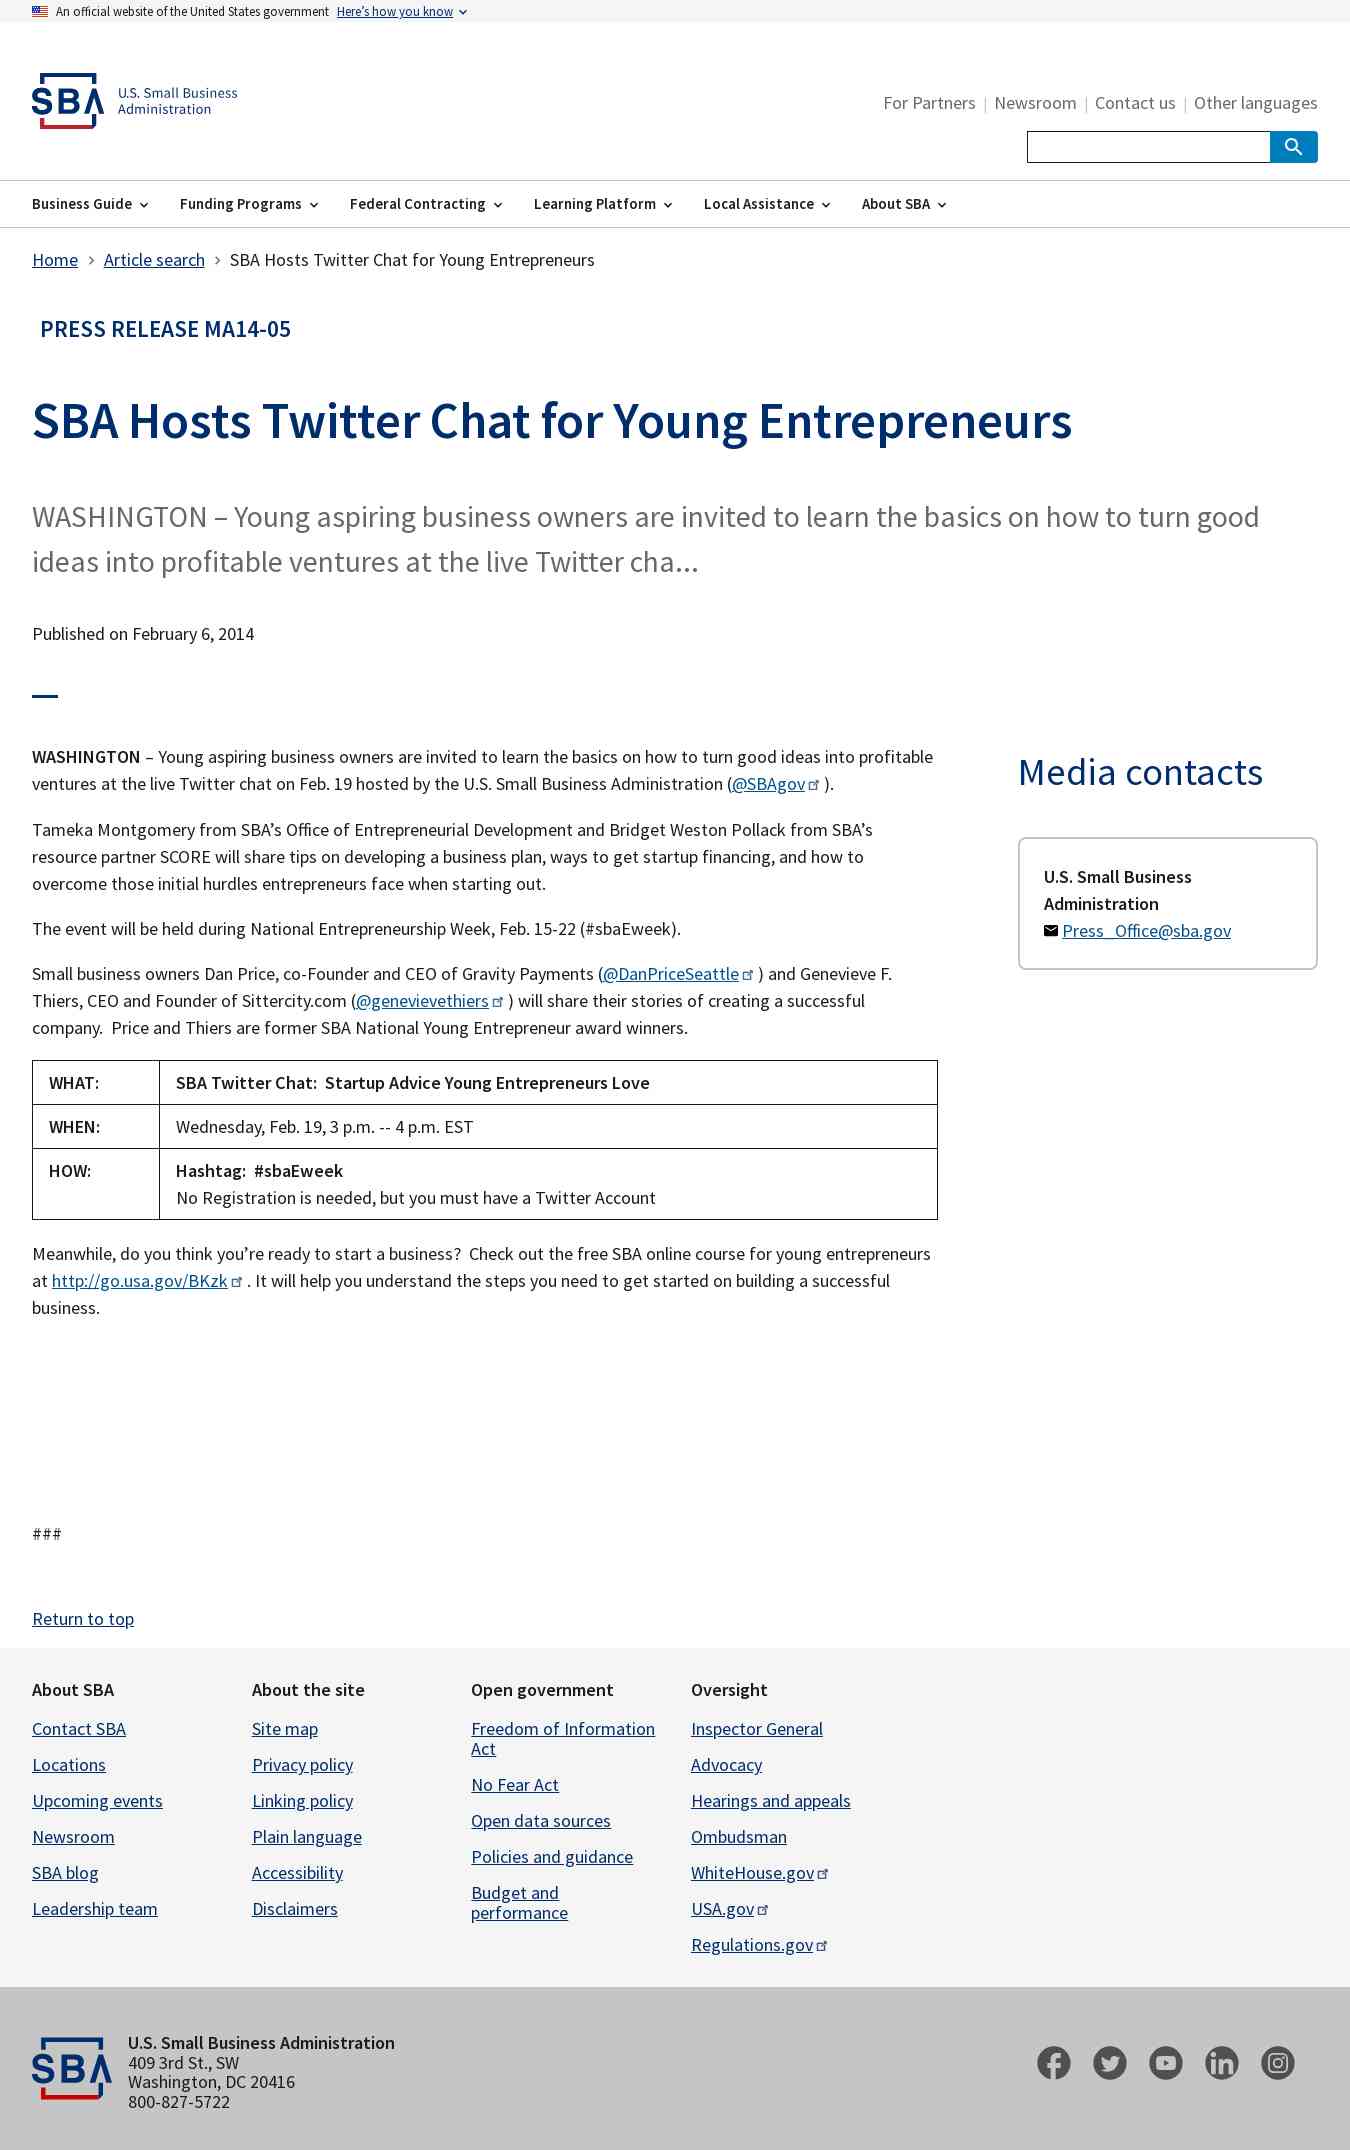 An official website of the United States government Here’s how you know
SBA U.S. Small Business
Administration
For Partners | Newsroom | Contact us | Other languages
Business Guide Funding Programs Federal Contracting Learning Platform Local Assistance About SBA
Home > Article search > SBA Hosts Twitter Chat for Young Entrepreneurs
PRESS RELEASE MA14-05
SBA Hosts Twitter Chat for Young Entrepreneurs
WASHINGTON – Young aspiring business owners are invited to learn the basics on how to turn good
ideas into profitable ventures at the live Twitter cha...
Published on February 6, 2014
WASHINGTON – Young aspiring business owners are invited to learn the basics on how to turn good ideas into profitable
ventures at the live Twitter chat on Feb. 19 hosted by the U.S. Small Business Administration (@SBAgov ).
Tameka Montgomery from SBA’s Office of Entrepreneurial Development and Bridget Weston Pollack from SBA’s
resource partner SCORE will share tips on developing a business plan, ways to get startup financing, and how to
overcome those initial hurdles entrepreneurs face when starting out.
The event will be held during National Entrepreneurship Week, Feb. 15-22 (#sbaEweek).
Small business owners Dan Price, co-Founder and CEO of Gravity Payments (@DanPriceSeattle ) and Genevieve F.
Thiers, CEO and Founder of Sittercity.com (@genevievethiers ) will share their stories of creating a successful
company.  Price and Thiers are former SBA National Young Entrepreneur award winners.
WHAT: SBA Twitter Chat:  Startup Advice Young Entrepreneurs Love
WHEN: Wednesday, Feb. 19, 3 p.m. -- 4 p.m. EST
HOW: Hashtag:  #sbaEweek
No Registration is needed, but you must have a Twitter Account
Meanwhile, do you think you’re ready to start a business?  Check out the free SBA online course for young entrepreneurs
at http://go.usa.gov/BKzk . It will help you understand the steps you need to get started on building a successful
business.
###
Media contacts
U.S. Small Business
Administration
Press_Office@sba.gov
Return to top
About SBA
Contact SBA
Locations
Upcoming events
Newsroom
SBA blog
Leadership team
About the site
Site map
Privacy policy
Linking policy
Plain language
Accessibility
Disclaimers
Open government
Freedom of Information
Act
No Fear Act
Open data sources
Policies and guidance
Budget and
performance
Oversight
Inspector General
Advocacy
Hearings and appeals
Ombudsman
WhiteHouse.gov
USA.gov
Regulations.gov
SBA
U.S. Small Business Administration
409 3rd St., SW
Washington, DC 20416
800-827-5722